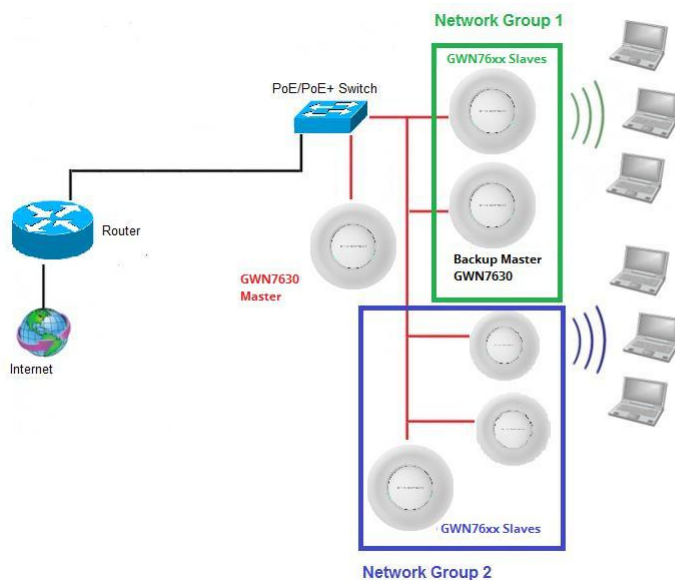 Network Group 1
GWN76xx Slaves
PoE/PoE+ Switch
Router
GWN7630
Master
Backup Master
GWN7630
Internet
GWN76xx Slaves
Network Group 2